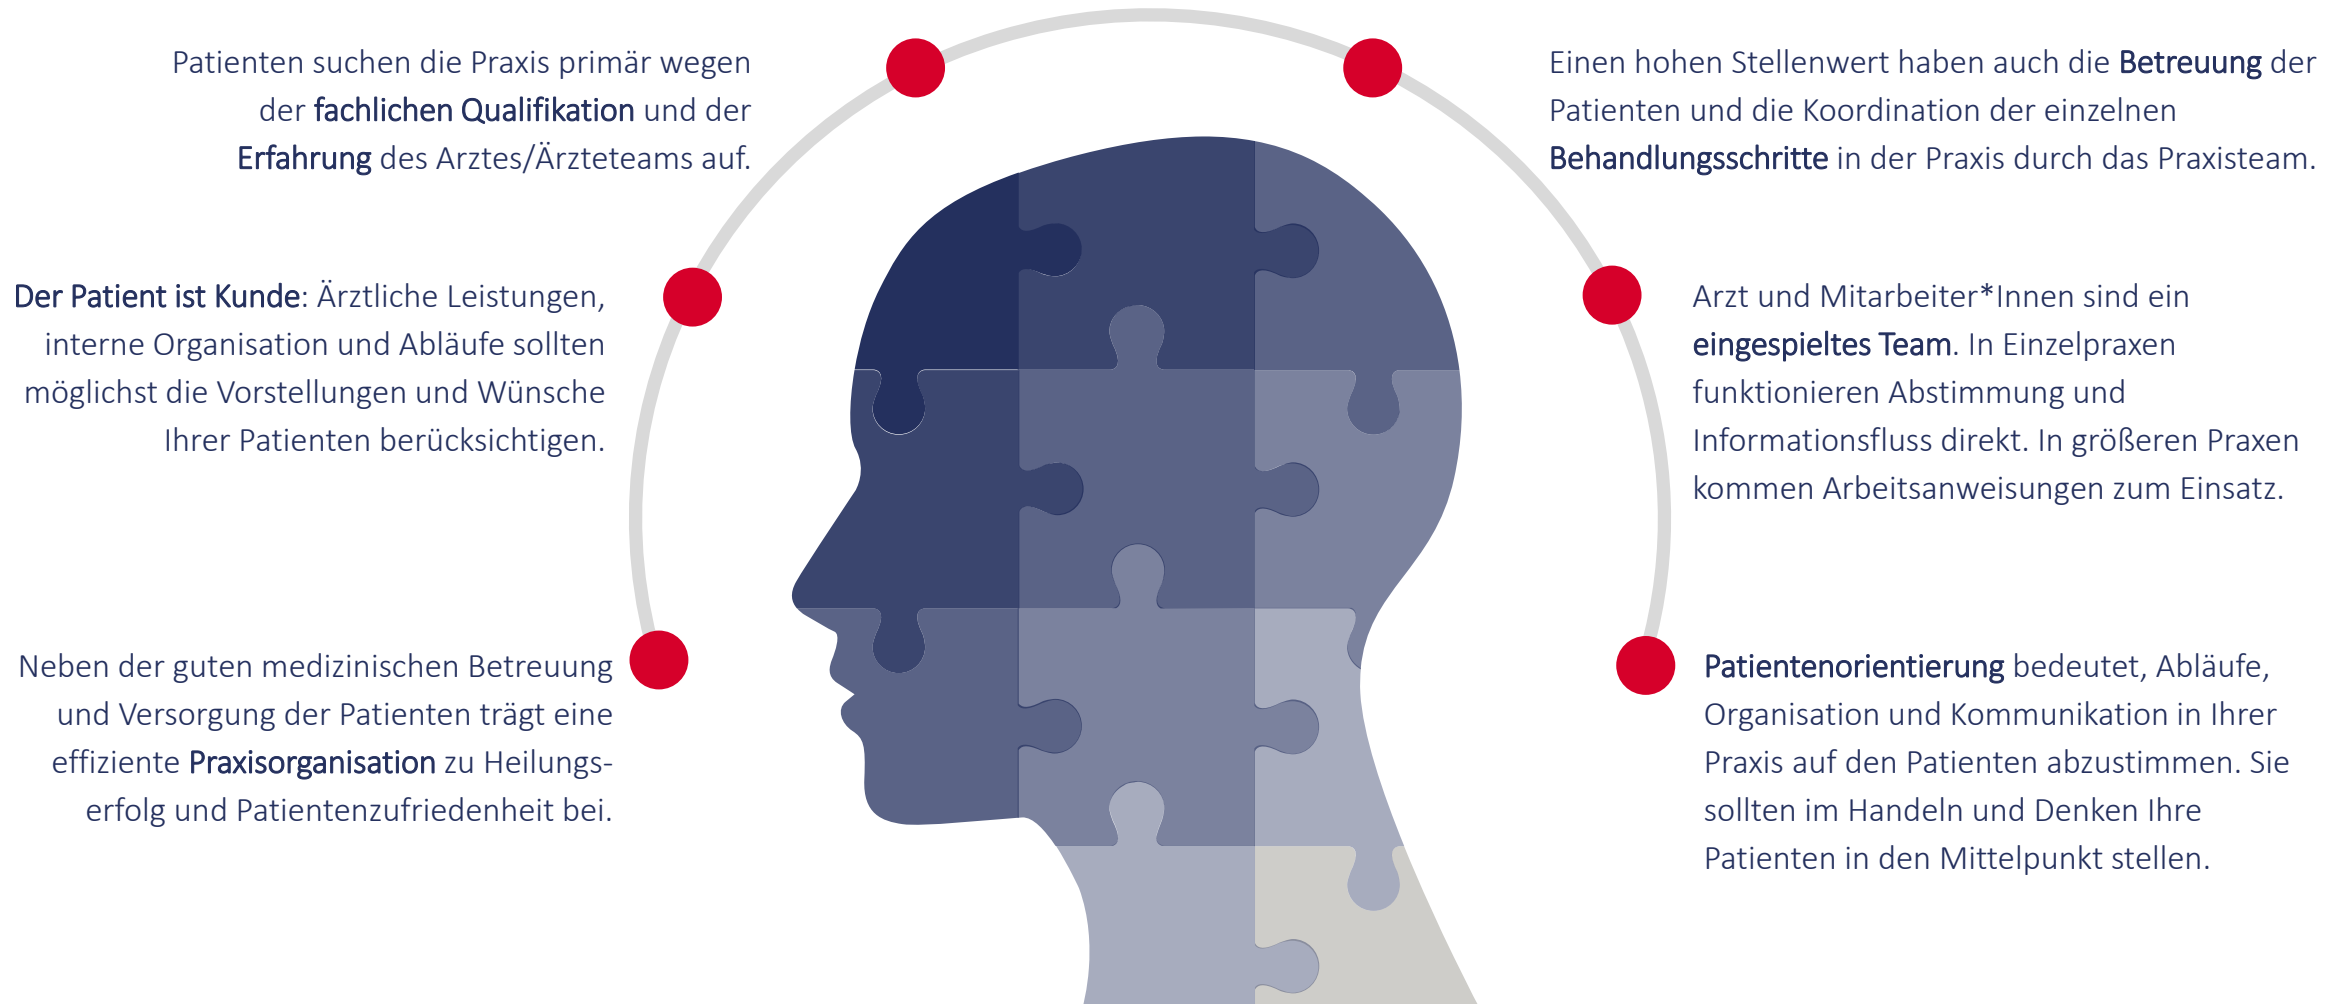 Patienten suchen die Praxis primär wegen
der fachlichen Qualifikation und der
Erfahrung des Arztes/Ärzteteams auf.
Der Patient ist Kunde: Ärztliche Leistungen,
interne Organisation und Abläufe sollten
möglichst die Vorstellungen und Wünsche
Ihrer Patienten berücksichtigen.
Neben der guten medizinischen Betreuung
und Versorgung der Patienten trägt eine
effiziente Praxisorganisation zu Heilungs-
erfolg und Patientenzufriedenheit bei.
Einen hohen Stellenwert haben auch die Betreuung der
Patienten und die Koordination der einzelnen
Behandlungsschritte in der Praxis durch das Praxisteam.
Arzt und Mitarbeiter*Innen sind ein
eingespieltes Team. In Einzelpraxen
funktionieren Abstimmung und
Informationsfluss direkt. In größeren Praxen
kommen Arbeitsanweisungen zum Einsatz.
Patientenorientierung bedeutet, Abläufe,
Organisation und Kommunikation in Ihrer
Praxis auf den Patienten abzustimmen. Sie
sollten im Handeln und Denken Ihre
Patienten in den Mittelpunkt stellen.